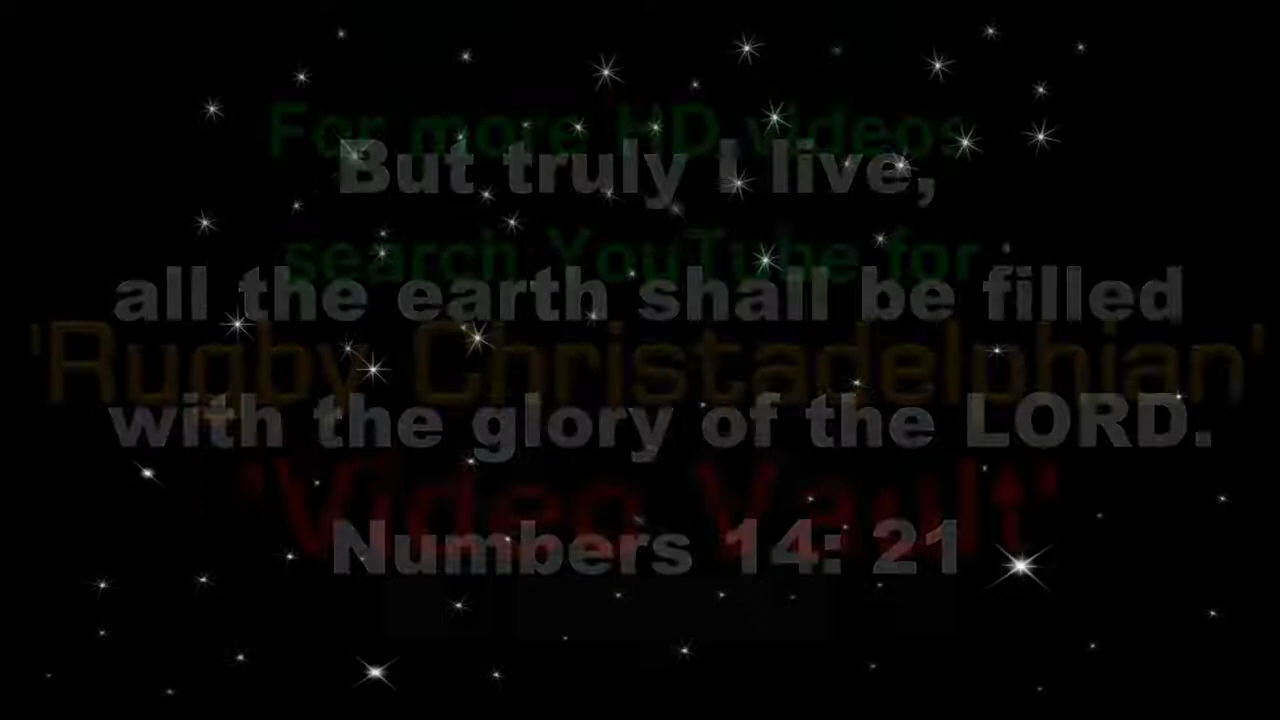 For more HD videos
But truly I live,
search YouTube for
all the earth shall be filled
'Rugby Christadelphian'
with the glory of the LORD.
'Video Vault'
Numbers 14: 21